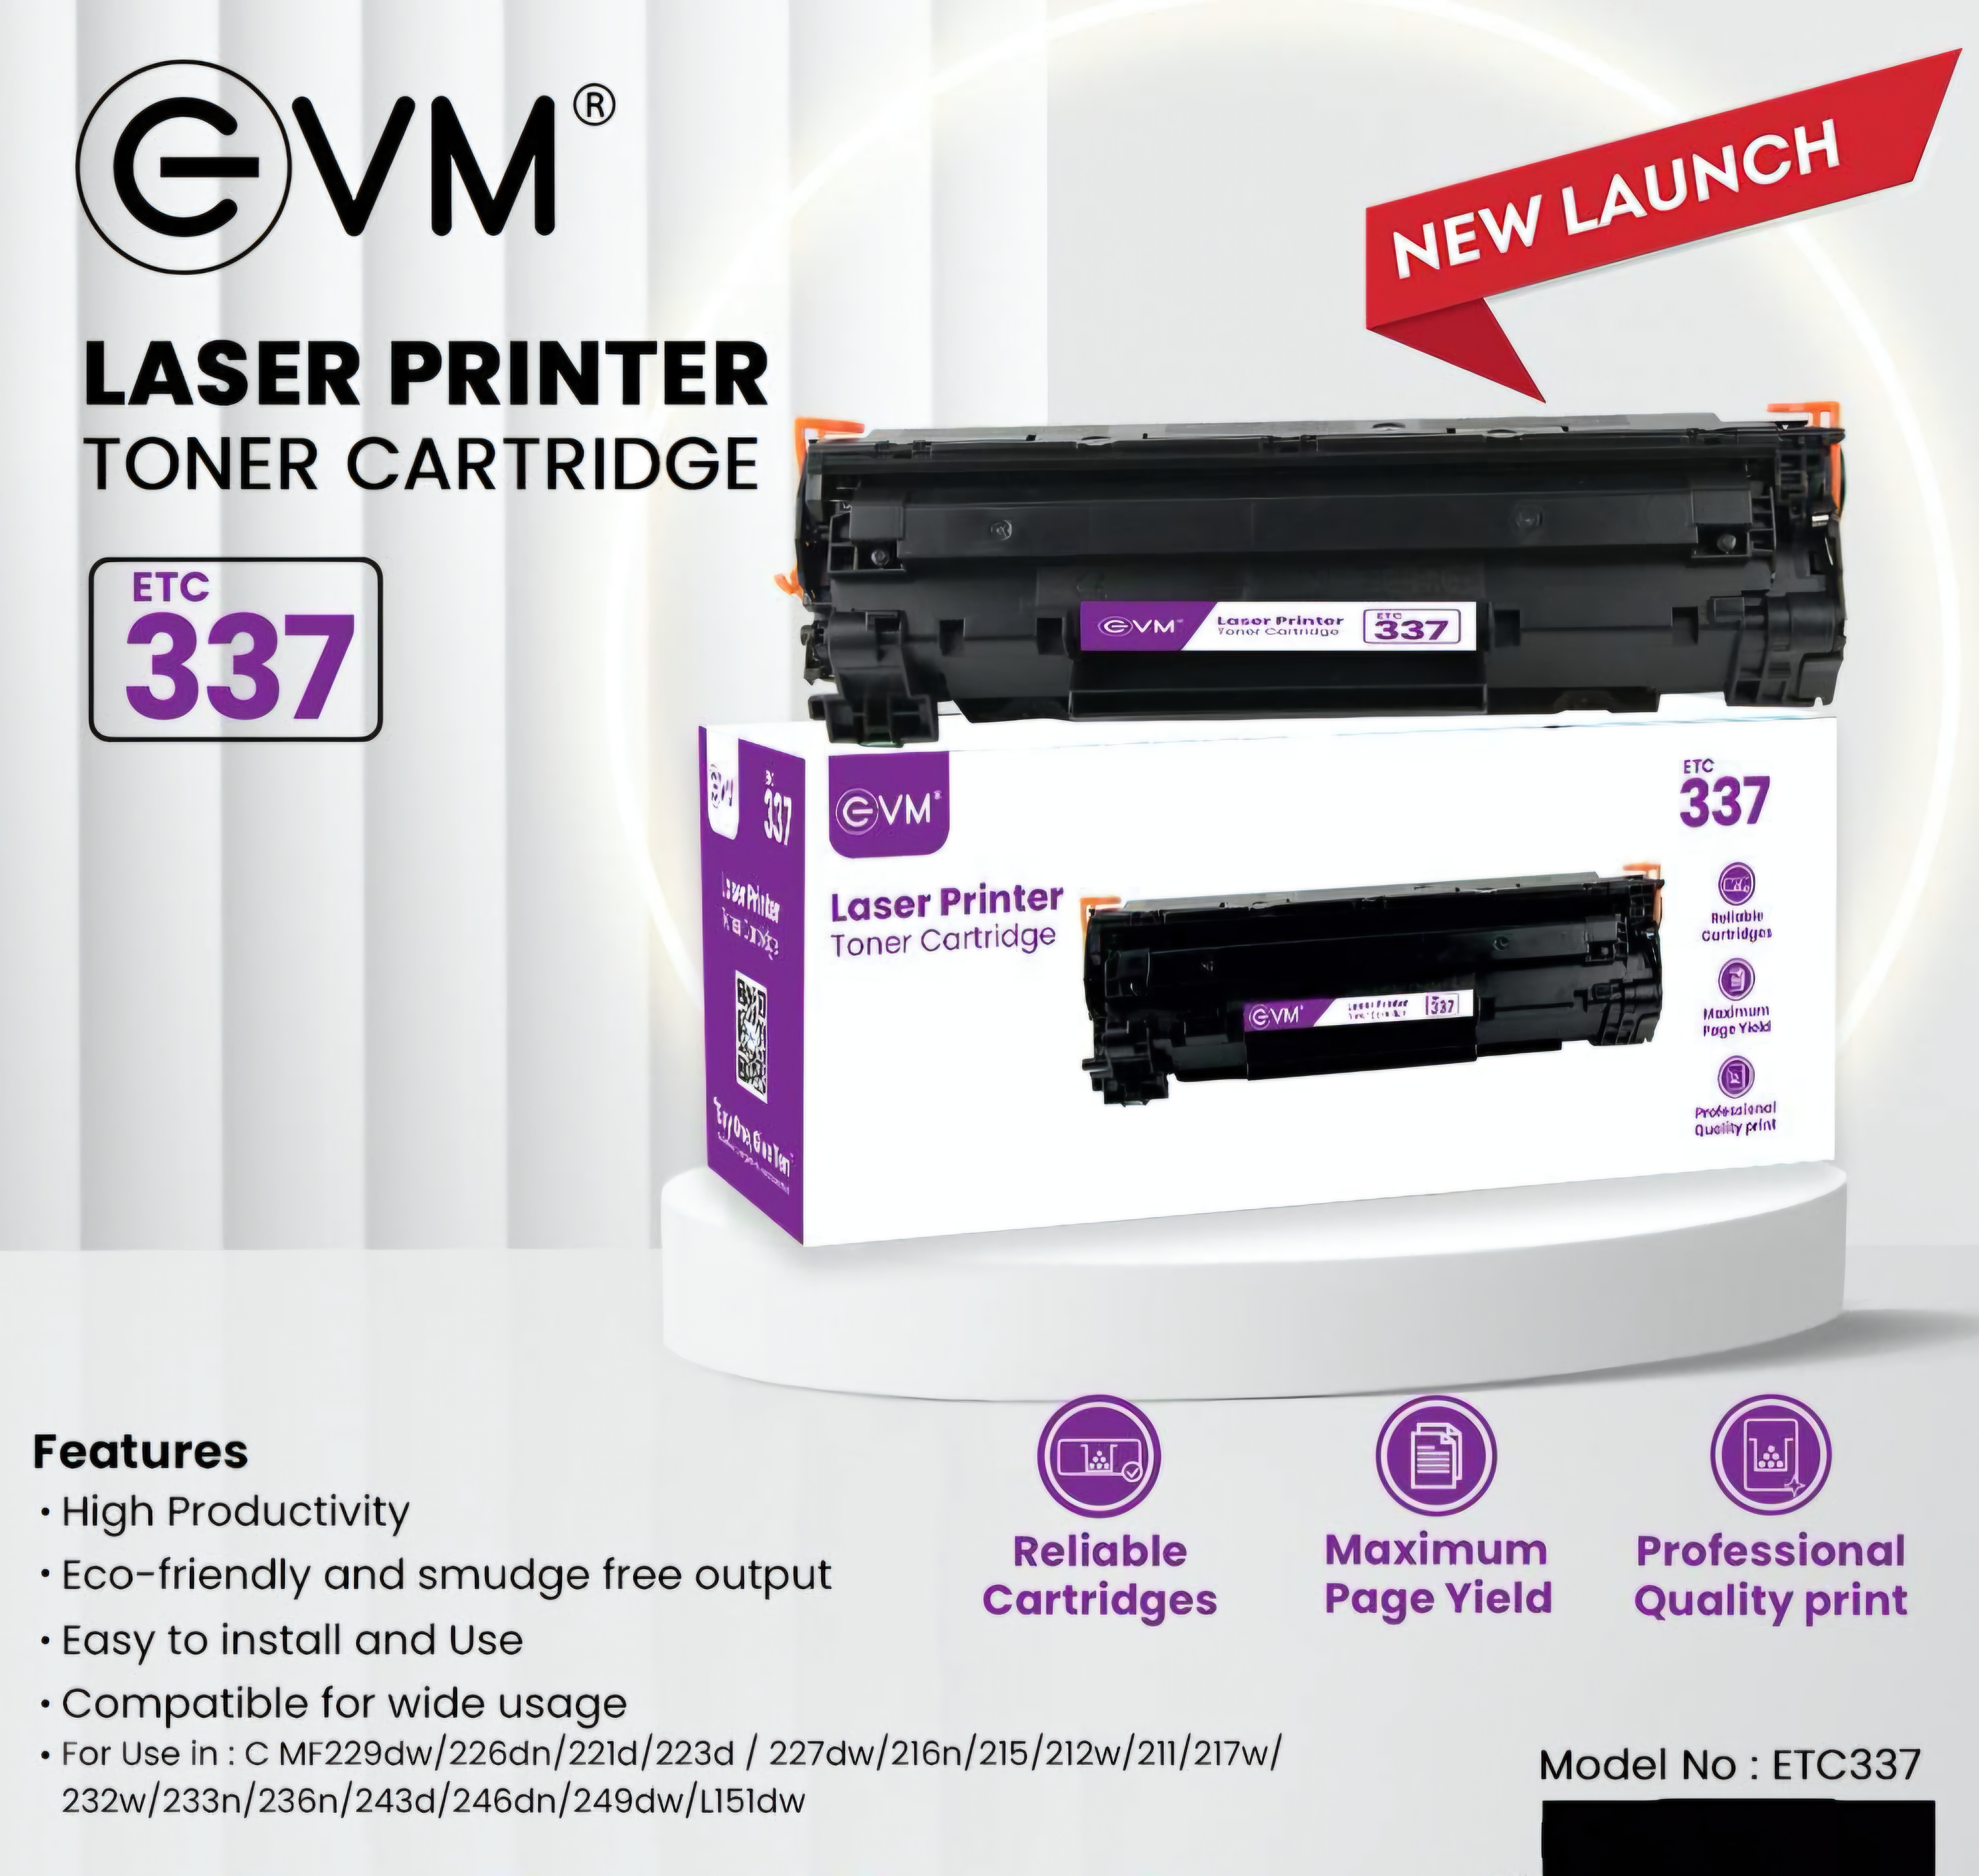 eVM®
LASER PRINTER
TONER CARTRIDGE
ETC
337
NEW LAUNCH
eVM
Laser Printer
Toner Cartridge
ETC
337
337
eVM
Laser Printer
Toner Cartridge
ETC
337
eVM
337
Reliable
Cartridges
Maximum
Page Yield
Professional
Quality print
Features
• High Productivity
• Eco-friendly and smudge free output
• Easy to install and Use
• Compatible for wide usage
• For Use in : C MF229dw/226dn/221d/223d / 227dw/216n/215/212w/211/217w/
232w/233n/236n/243d/246dn/249dw/L151dw
Reliable
Cartridges
Maximum
Page Yield
Professional
Quality print
Model No : ETC337